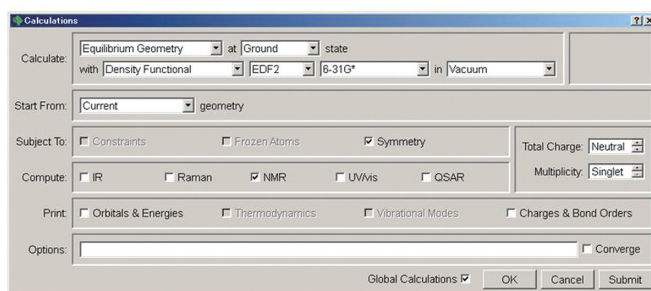 Calculations
Calculate: Equilibrium Geometry at Ground state
with Density Functional EDF2 6-31G* in Vacuum
Start From: Current geometry
Subject To: Constraints Frozen Atoms Symmetry
Total Charge: Neutral
Compute: IR Raman NMR UV/vis QSAR
Multiplicity: Singlet
Print: Orbitals & Energies Thermodynamics Vibrational Modes Charges & Bond Orders
Options: Converge
Global Calculations OK Cancel Submit